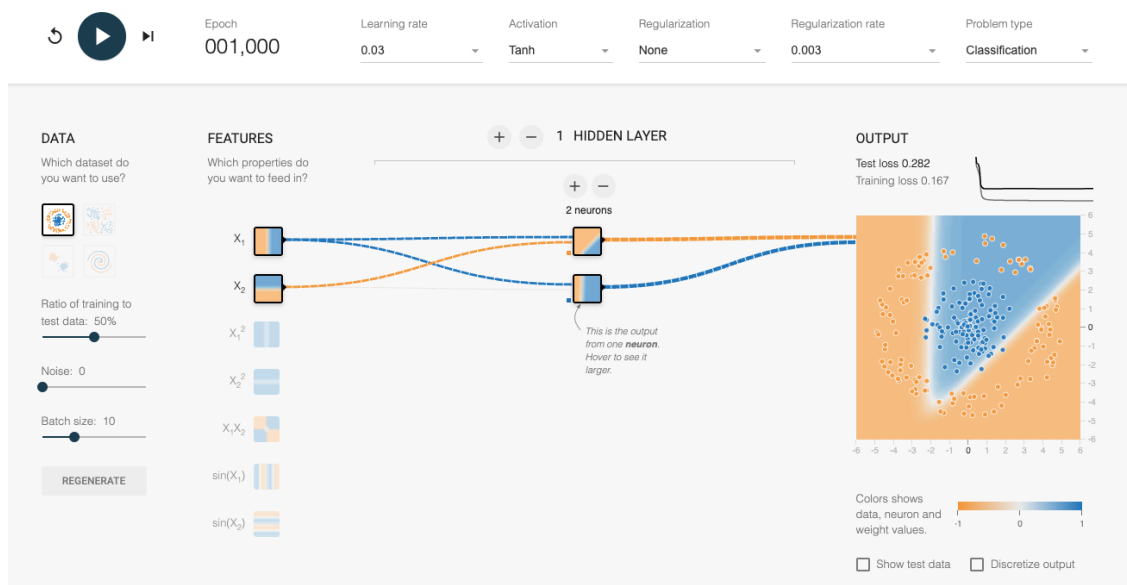 Epoch
001,000
Learning rate
0.03
Activation
Tanh
Regularization
None
Regularization rate
0.003
Problem type
Classification
DATA
Which dataset do
you want to use?
Ratio of training to
test data: 50%
Noise: 0
Batch size: 10
REGENERATE
FEATURES
Which properties do
you want to feed in?
X1
X2
X1²
X2²
X1X2
sin(X1)
sin(X2)
+ − 1 HIDDEN LAYER
+ −
2 neurons
This is the output
from one neuron.
Hover to see it
larger.
OUTPUT
Test loss 0.282
Training loss 0.167
6
5
4
3
2
1
0
-1
-2
-3
-4
-5
-6
-6 -5 -4 -3 -2 -1 0 1 2 3 4 5 6
Colors shows
data, neuron and
weight values.
-1 0 1
Show test data
Discretize output